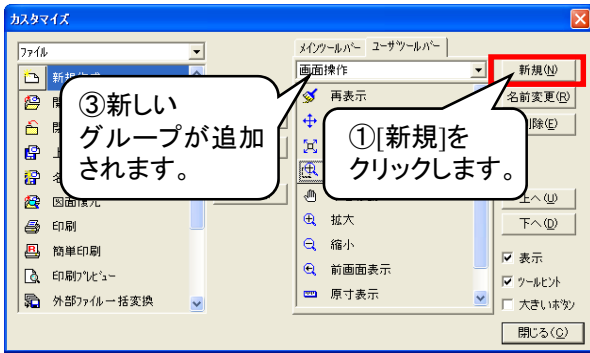 カスタマイズ
ファイル
メインツールバー ユーザツールバー
画面操作
新規(N)
再表示
名前変更(R)
除(E)
③新しい
グループが追加
されます。
①[新規]を
クリックします。
上へ(U)
図面復元
印刷
拡大
下へ(D)
簡単印刷
縮小
表示
印刷プレビュー
前画面表示
ツールヒント
外部ファイル一括変換
原寸表示
大きいボタン
閉じる(C)